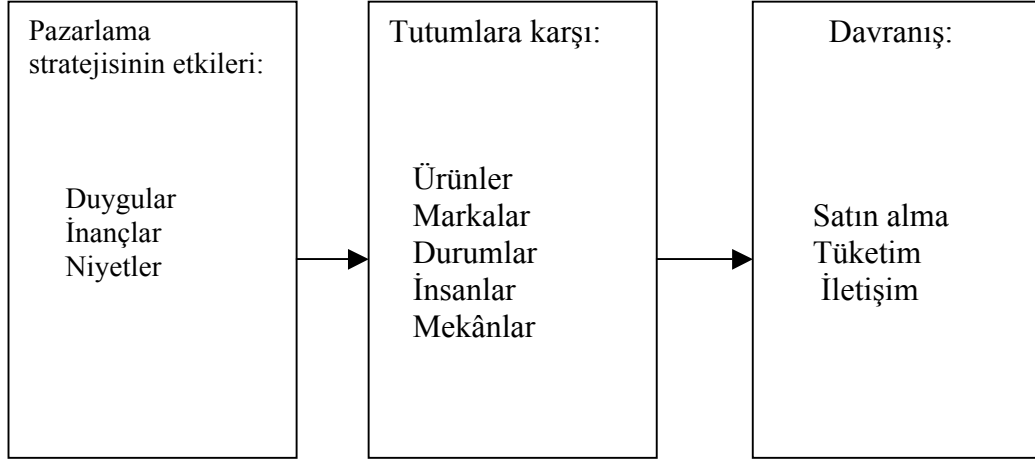 Pazarlama
stratejisinin etkileri:
Duygular
İnançlar
Niyetler
Tutumlara karşı:
Ürünler
Markalar
Durumlar
İnsanlar
Mekânlar
Davranış:
Satın alma
Tüketim
İletişim